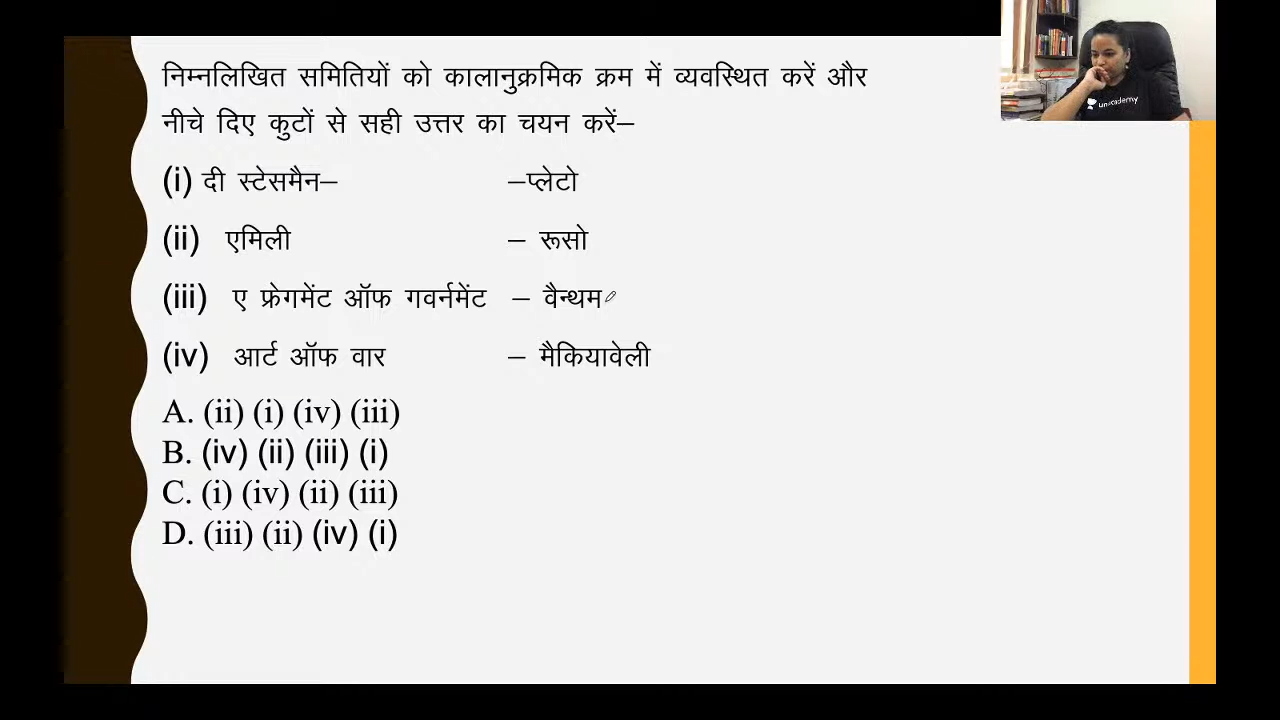 निम्नलिखित समितियों को कालानुक्रमिक क्रम में व्यवस्थित करें और
नीचे दिए कुटों से सही उत्तर का चयन करें–
(i) दी स्टेसमैन– –प्लेटो
(ii) एमिली – रूसो
(iii) ए फ्रेगमेंट ऑफ गवर्नमेंट – वैन्थम
(iv) आर्ट ऑफ वार – मैकियावेली
A. (ii) (i) (iv) (iii)
B. (iv) (ii) (iii) (i)
C. (i) (iv) (ii) (iii)
D. (iii) (ii) (iv) (i)
unacademy